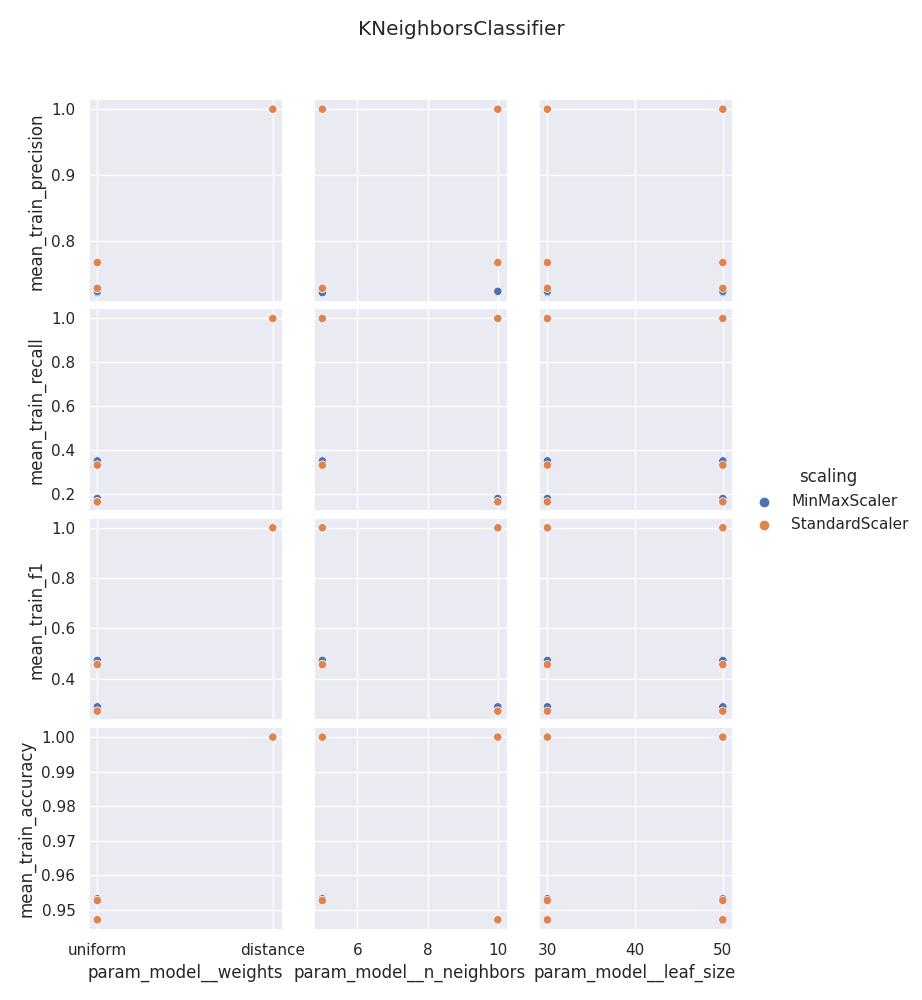 KNeighborsClassifier
mean_train_precision
1.0
0.9
0.8
mean_train_recall
1.0
0.8
0.6
0.4
0.2
mean_train_f1
1.0
0.8
0.6
0.4
mean_train_accuracy
1.00
0.99
0.98
0.97
0.96
0.95
uniform distance
param_model__weights
6 8 10
param_model__n_neighbors
30 40 50
param_model__leaf_size
scaling
MinMaxScaler
StandardScaler